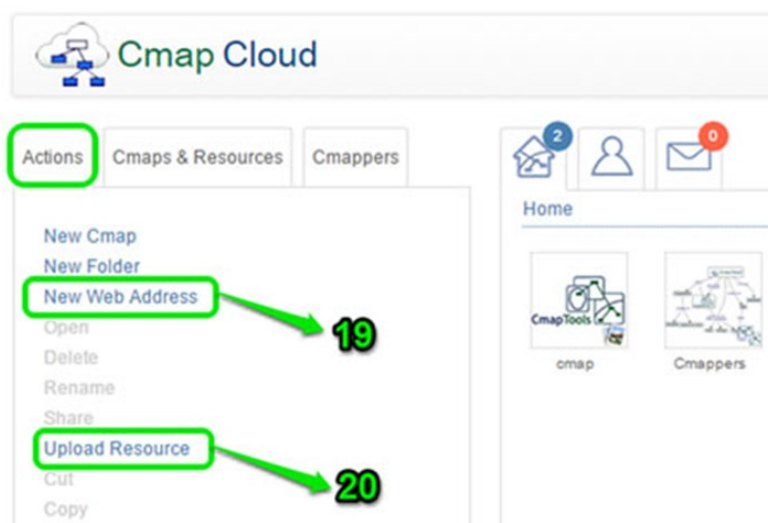 Cmap Cloud
Actions
Cmaps & Resources
Cmappers
2
0
Home
New Cmap
New Folder
New Web Address
19
Open
Delete
Rename
Share
Upload Resource
20
Cut
Copy
CmapTools
cmap
Cmappers